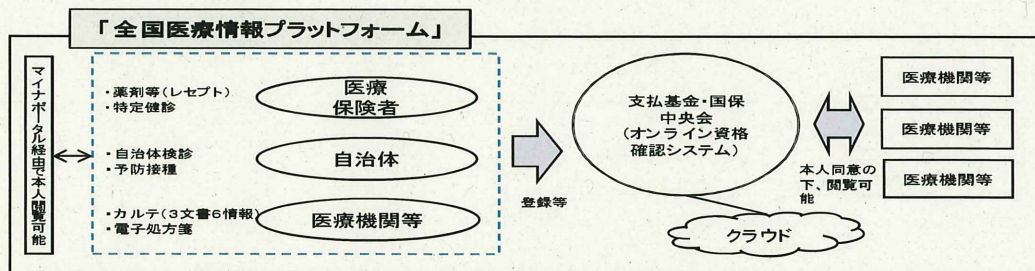 「全国医療情報プラットフォーム」
マイナポータル経由で本人閲覧可能
・薬剤等(レセプト)
・特定健診
医療
保険者
・自治体検診
・予防接種
自治体
・カルテ(3文書6情報)
・電子処方箋
医療機関等
登録等
支払基金・国保
中央会
(オンライン資格
確認システム)
クラウド
本人同意の
下、閲覧可
能
医療機関等
医療機関等
医療機関等